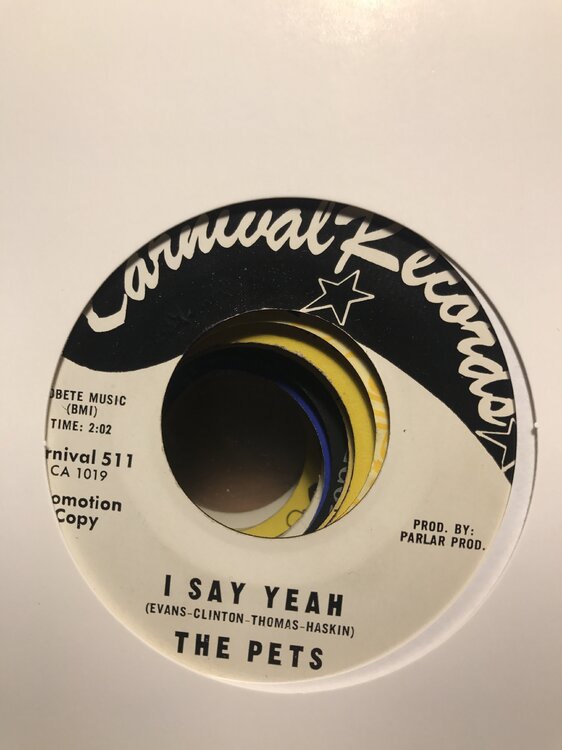 Carnival Records
OBETE MUSIC
(BMI)
TIME: 2:02
rnival 511
CA 1019
omotion
Copy
PROD. BY:
PARLAR PROD.
I SAY YEAH
(EVANS-CLINTON-THOMAS-HASKIN)
THE PETS